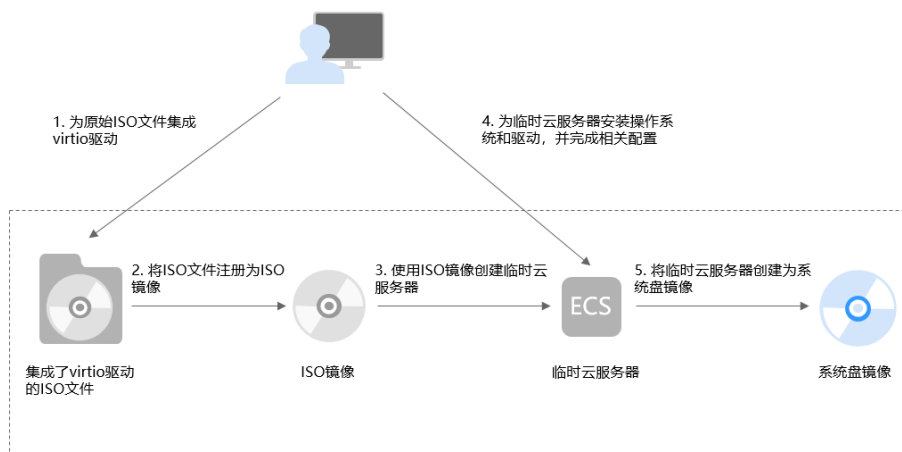 1. 为原始ISO文件集成
virtio驱动
4. 为临时云服务器安装操作系
统和驱动，并完成相关配置
2. 将ISO文件注册为ISO
镜像
3. 使用ISO镜像创建临时云
服务器
5. 将临时云服务器创建为系
统盘镜像
ECS
集成了virtio驱动
的ISO文件
ISO镜像
临时云服务器
系统盘镜像